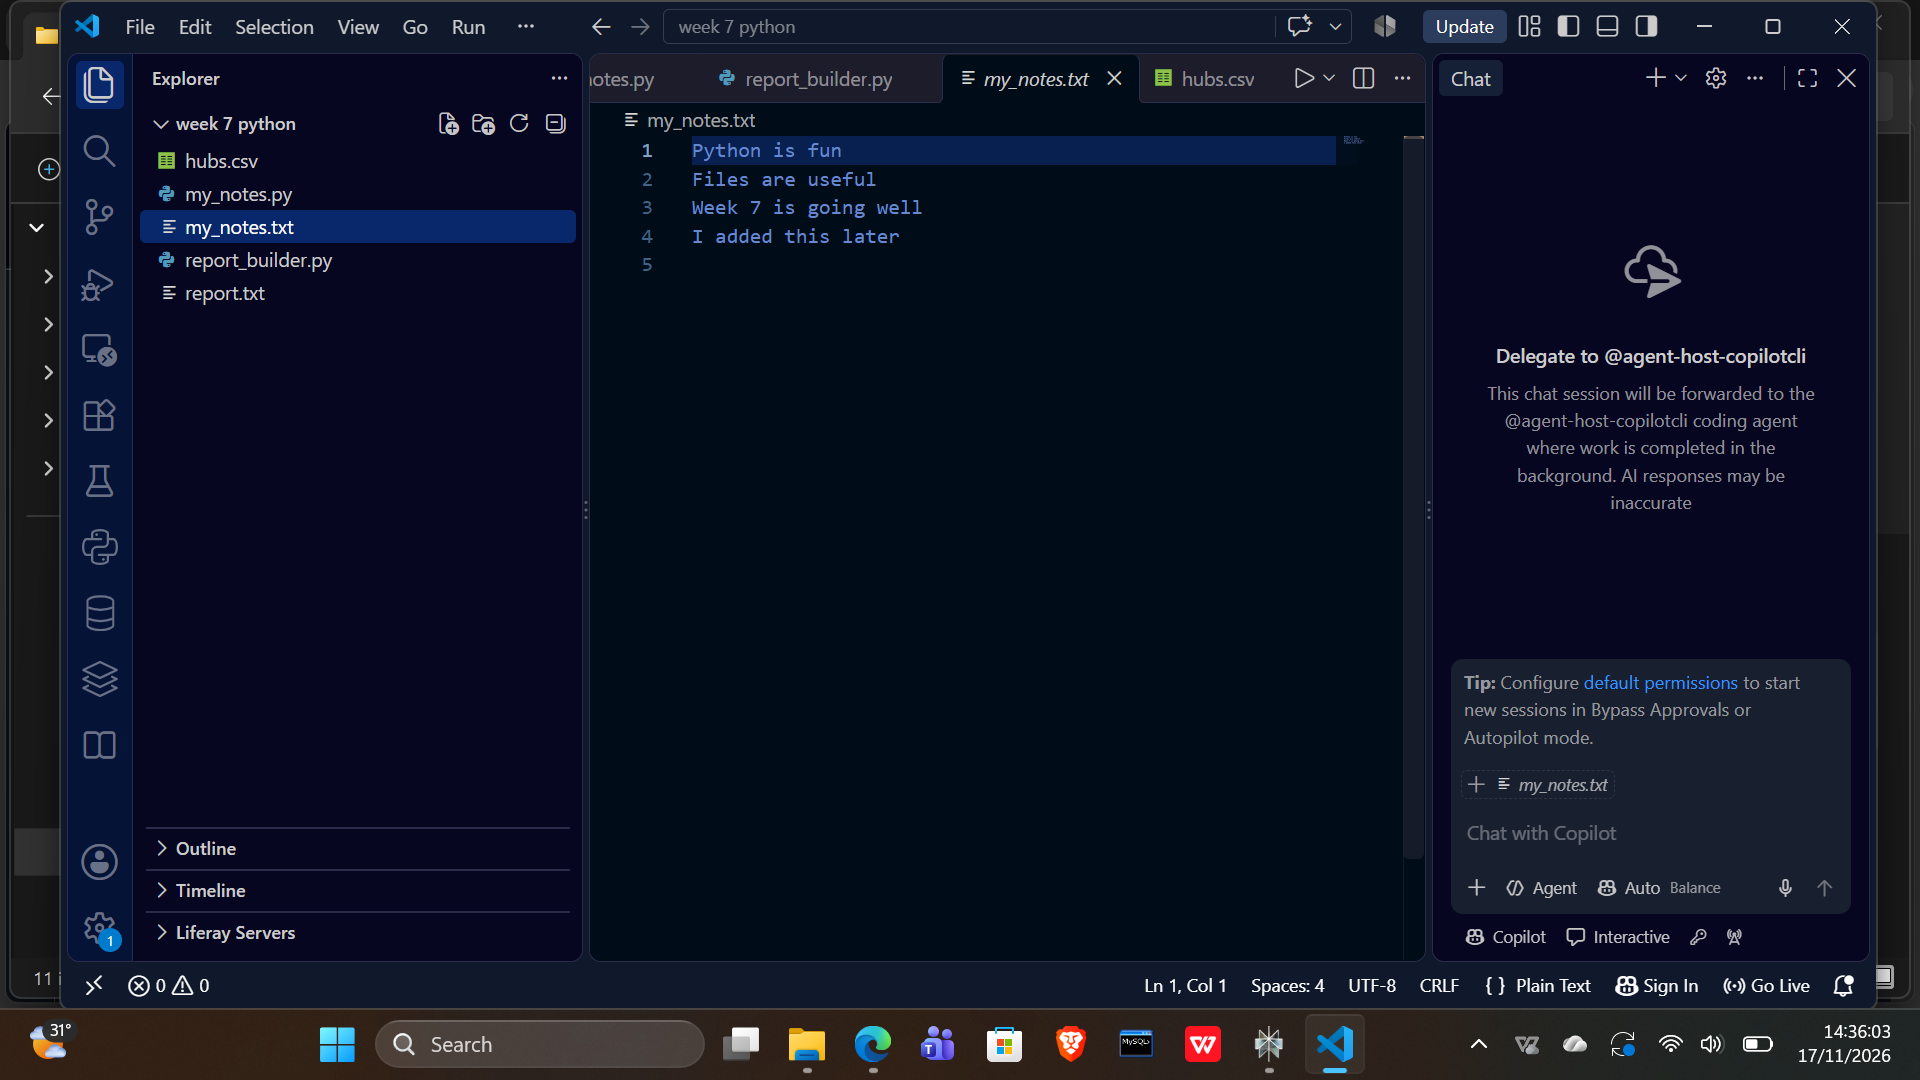 File Edit Selection View Go Run ···
week 7 python
Update
Explorer
week 7 python
hubs.csv
my_notes.py
my_notes.txt
report_builder.py
report.txt
Outline
Timeline
Liferay Servers
otes.py
report_builder.py
my_notes.txt
hubs.csv
my_notes.txt
1 Python is fun
2 Files are useful
3 Week 7 is going well
4 I added this later
5
Chat
Delegate to @agent-host-copilotcli
This chat session will be forwarded to the
@agent-host-copilotcli coding agent
where work is completed in the
background. AI responses may be
inaccurate
Tip: Configure default permissions to start
new sessions in Bypass Approvals or
Autopilot mode.
my_notes.txt
Chat with Copilot
Agent Auto Balance
Copilot Interactive
1
11
0 0
Ln 1, Col 1 Spaces: 4 UTF-8 CRLF { } Plain Text Sign In Go Live
31°
Search
MySQL
14:36:03
17/11/2026